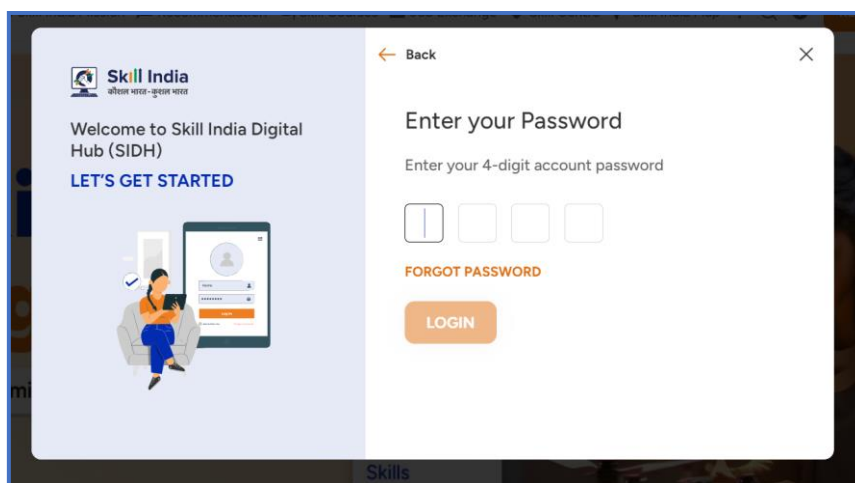 Skill India
कौशल भारत-कुशल भारत
Welcome to Skill India Digital
Hub (SIDH)
LET'S GET STARTED
Back
Enter your Password
Enter your 4-digit account password
FORGOT PASSWORD
LOGIN
Skills